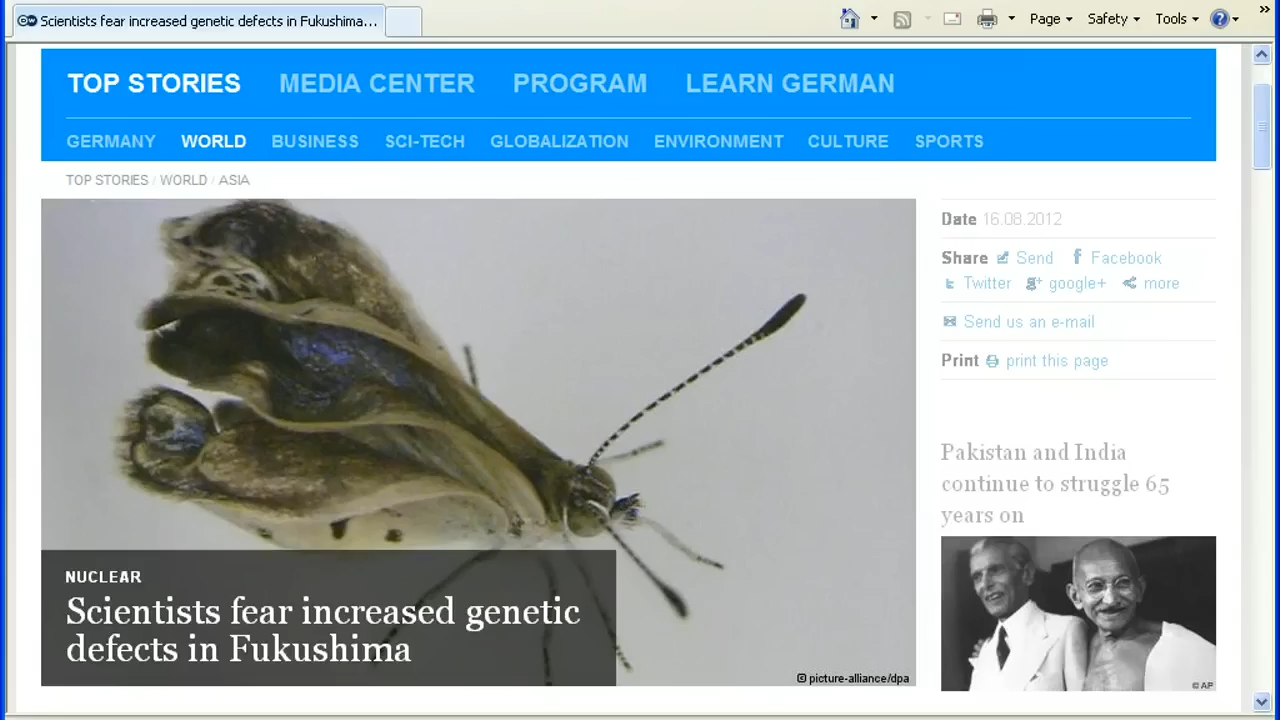 Scientists fear increased genetic defects in Fukushima...
Page
Safety
Tools
TOP STORIES MEDIA CENTER PROGRAM LEARN GERMAN
GERMANY WORLD BUSINESS SCI-TECH GLOBALIZATION ENVIRONMENT CULTURE SPORTS
TOP STORIES / WORLD / ASIA
Date 16.08.2012
Share Send Facebook
Twitter google+ more
Send us an e-mail
Print print this page
Pakistan and India
continue to struggle 65
years on
© AP
NUCLEAR
Scientists fear increased genetic
defects in Fukushima
© picture-alliance/dpa